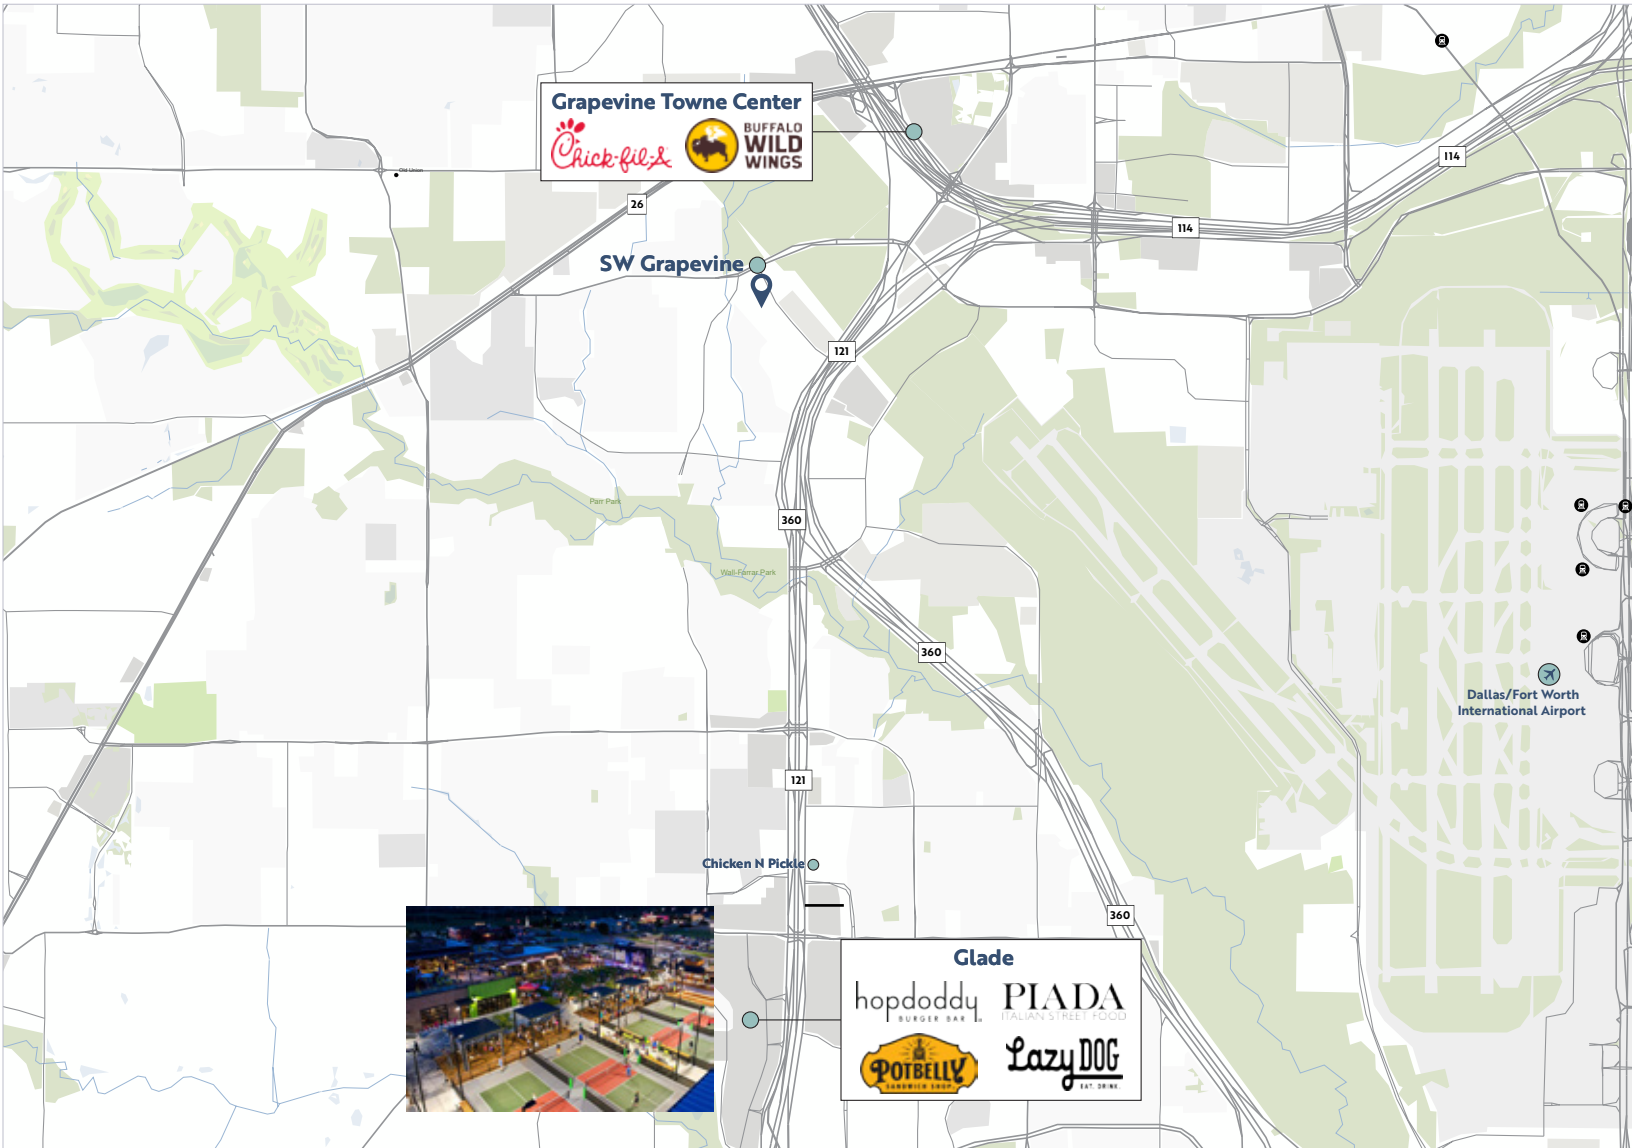 Grapevine Towne Center
Chick-fil-A
BUFFALO
WILD
WINGS
114
Old Union
26
114
SW Grapevine
121
Parr Park
360
Wall-Farrar Park
360
Dallas/Fort Worth
International Airport
121
Chicken N Pickle
360
Glade
hopdoddy
BURGER BAR
PIADA
ITALIAN STREET FOOD
POTBELLY
SANDWICH SHOP
Lazy DOG
EAT. DRINK.